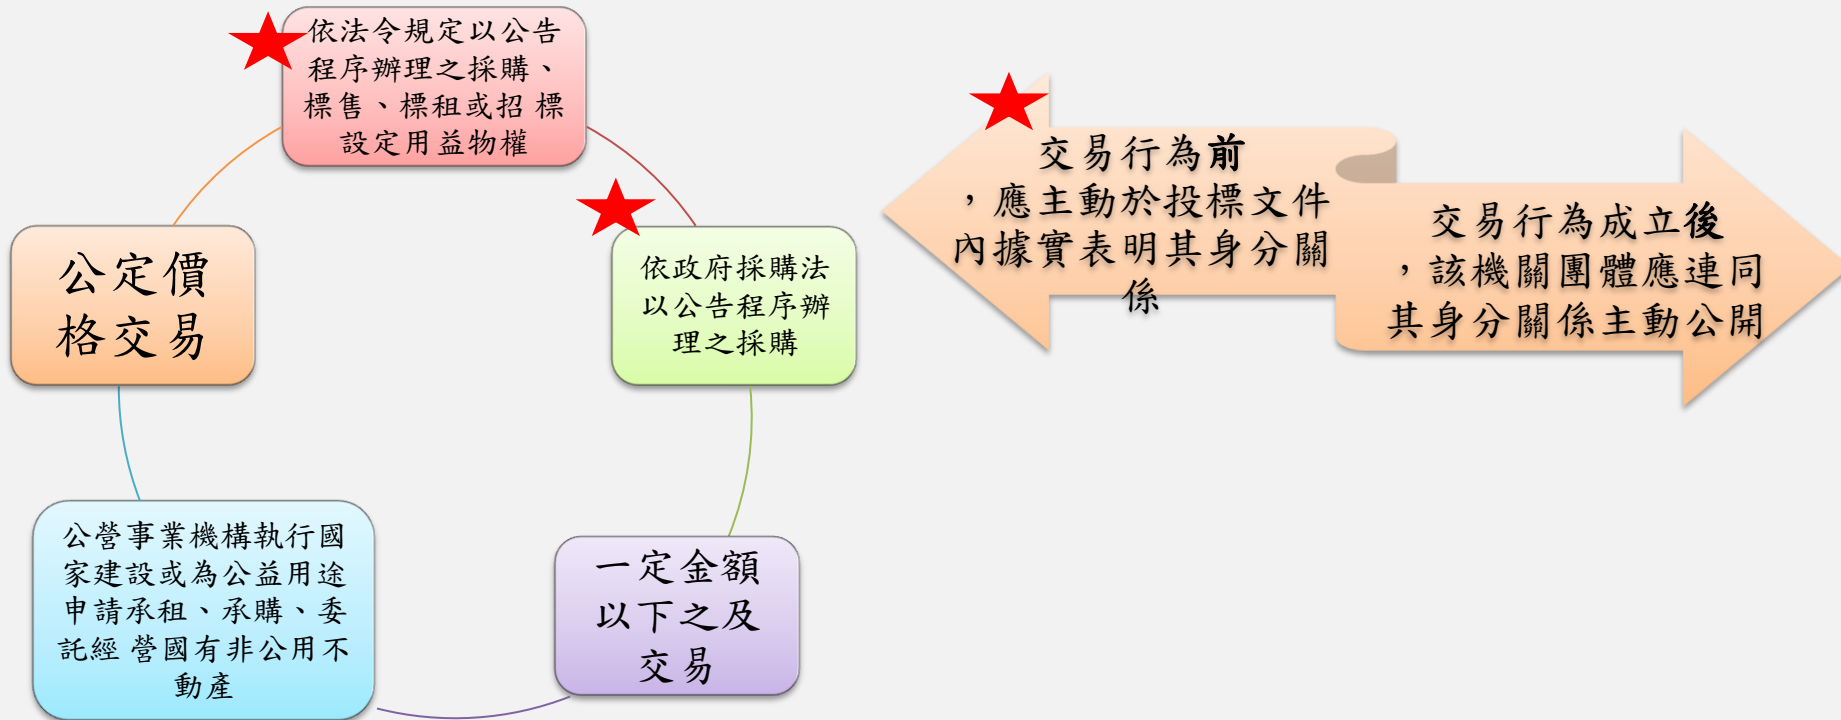 依法令規定以公告
程序辦理之採購、
標售、標租或招 標
設定用益物權
依政府採購法
以公告程序辦
理之採購
一定金額
以下之及
交易
公營事業機構執行國
家建設或為公益用途
申請承租、承購、委
託經 營國有非公用不
動產
公定價
格交易
交易行為前
，應主動於投標文件
內據實表明其身分關
係
交易行為成立後
，該機關團體應連同
其身分關係主動公開